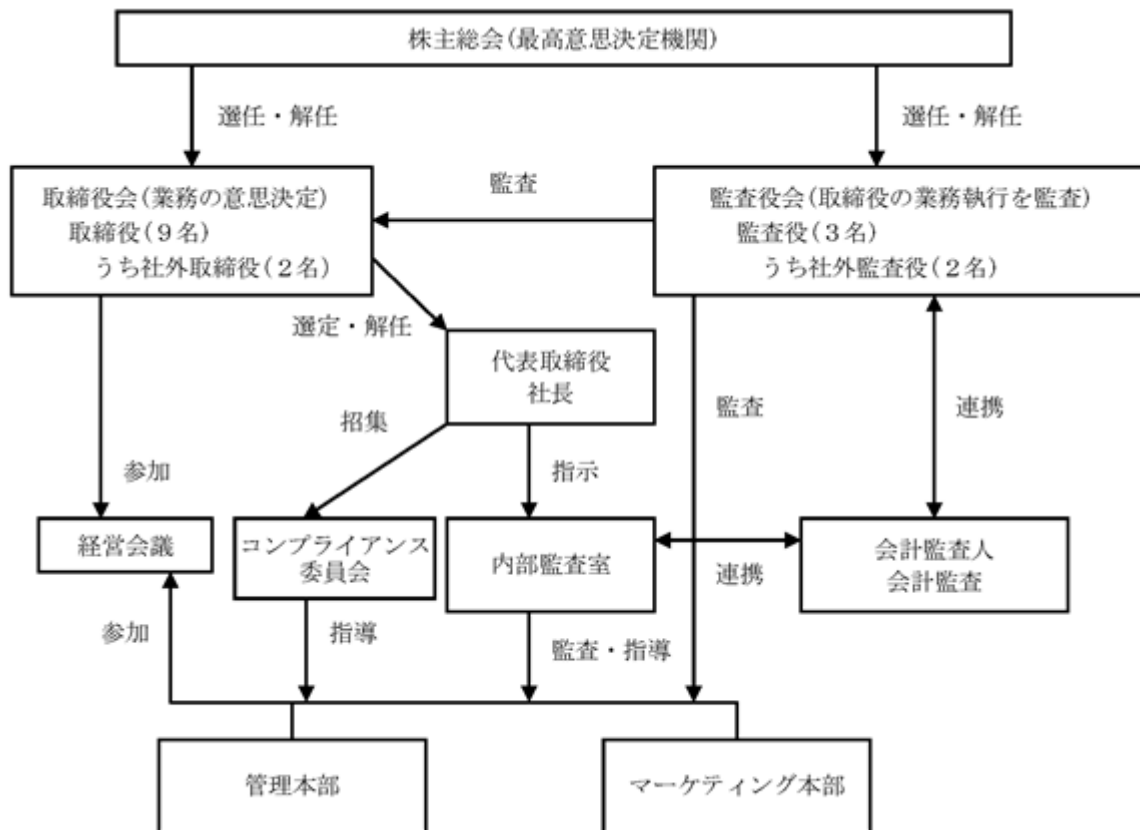 株主総会(最高意思決定機関)
選任・解任
選任・解任
取締役会(業務の意思決定)
取締役(9名)
うち社外取締役(2名)
監査
監査役会(取締役の業務執行を監査)
監査役(3名)
うち社外監査役(2名)
選定・解任
代表取締役
社長
招集
監査
連携
参加
指示
経営会議
コンプライアンス
委員会
内部監査室
連携
会計監査人
会計監査
参加
指導
監査・指導
管理本部
マーケティング本部